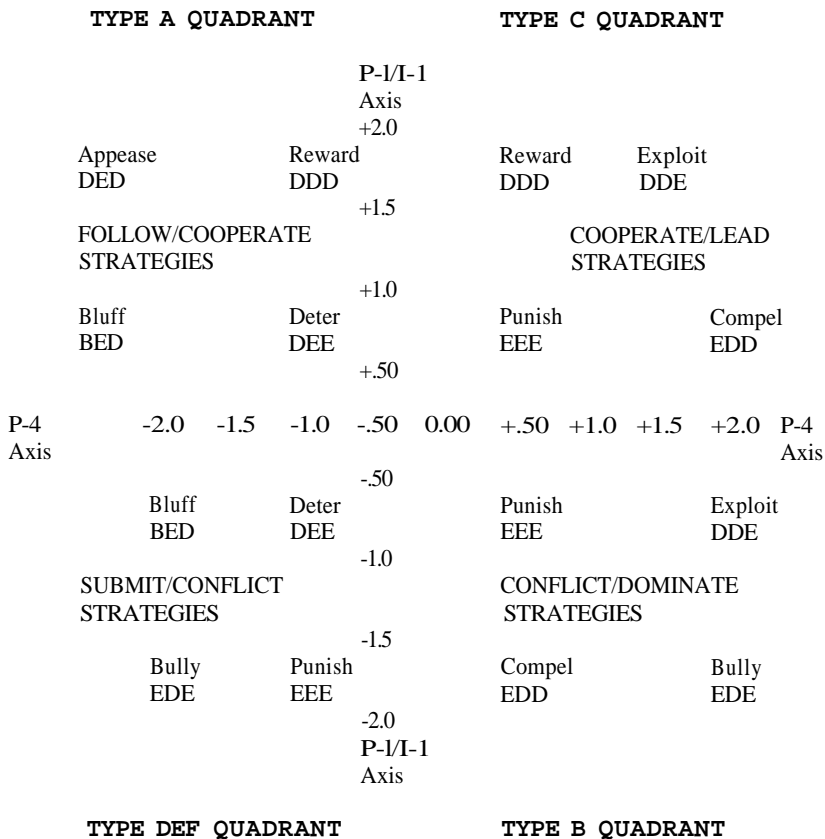 TYPE A QUADRANT TYPE C QUADRANT
P-l/I-1
Axis
+2.0
Appease Reward Reward Exploit
DED DDD DDD DDE
+1.5
FOLLOW/COOPERATE COOPERATE/LEAD
STRATEGIES STRATEGIES
+1.0
Bluff Deter Punish Compel
BED DEE EEE EDD
+.50
P-4 -2.0 -1.5 -1.0 -.50 0.00 +.50 +1.0 +1.5 +2.0 P-4
Axis Axis
-.50
Bluff Deter Punish Exploit
BED DEE EEE DDE
-1.0
SUBMIT/CONFLICT CONFLICT/DOMINATE
STRATEGIES STRATEGIES
-1.5
Bully Punish Compel Bully
EDE EEE EDD EDE
-2.0
P-l/I-1
Axis
TYPE DEF QUADRANT TYPE B QUADRANT